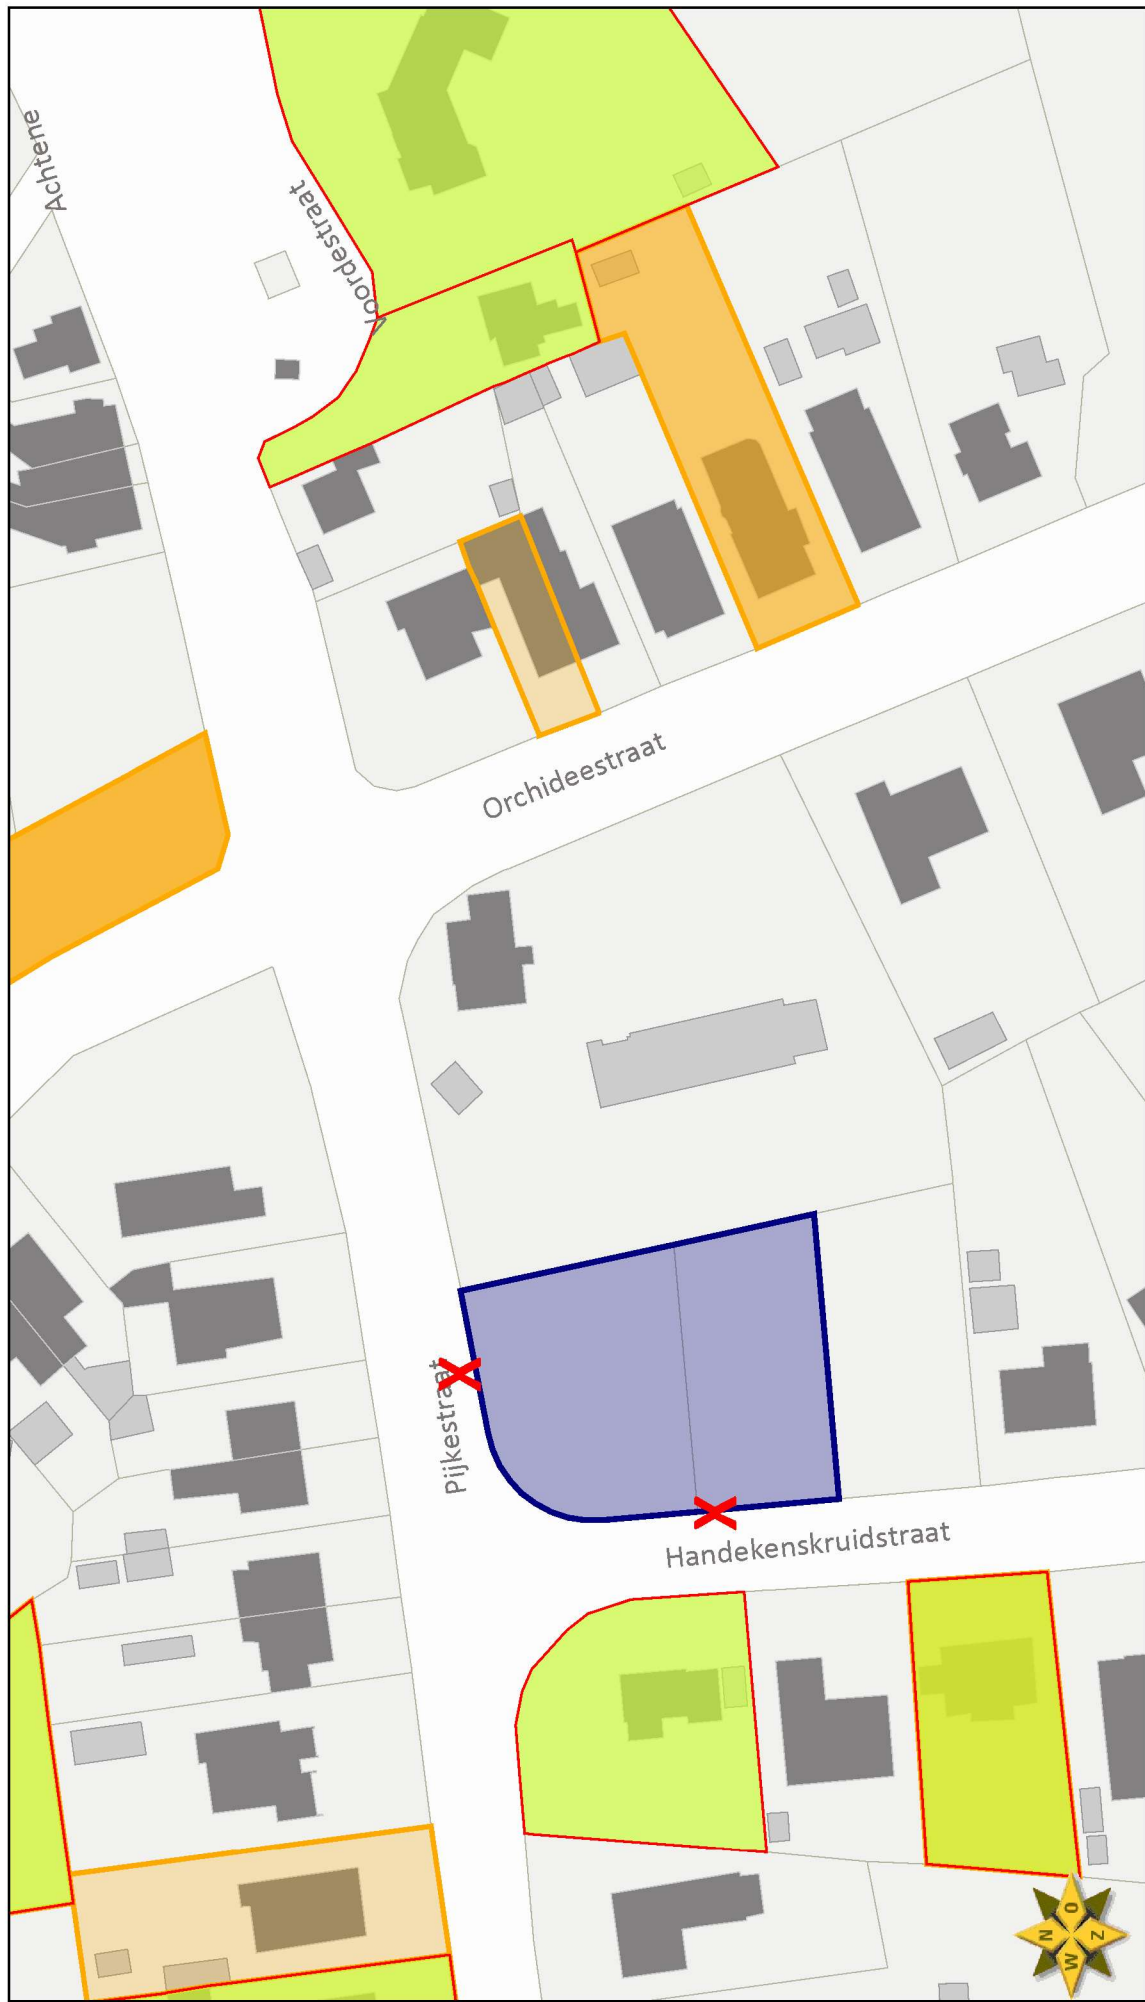 Achtene
Voordestraat
Orchideestraat
Pijkestraat
Handekenskruidstraat
O
N
Z
W